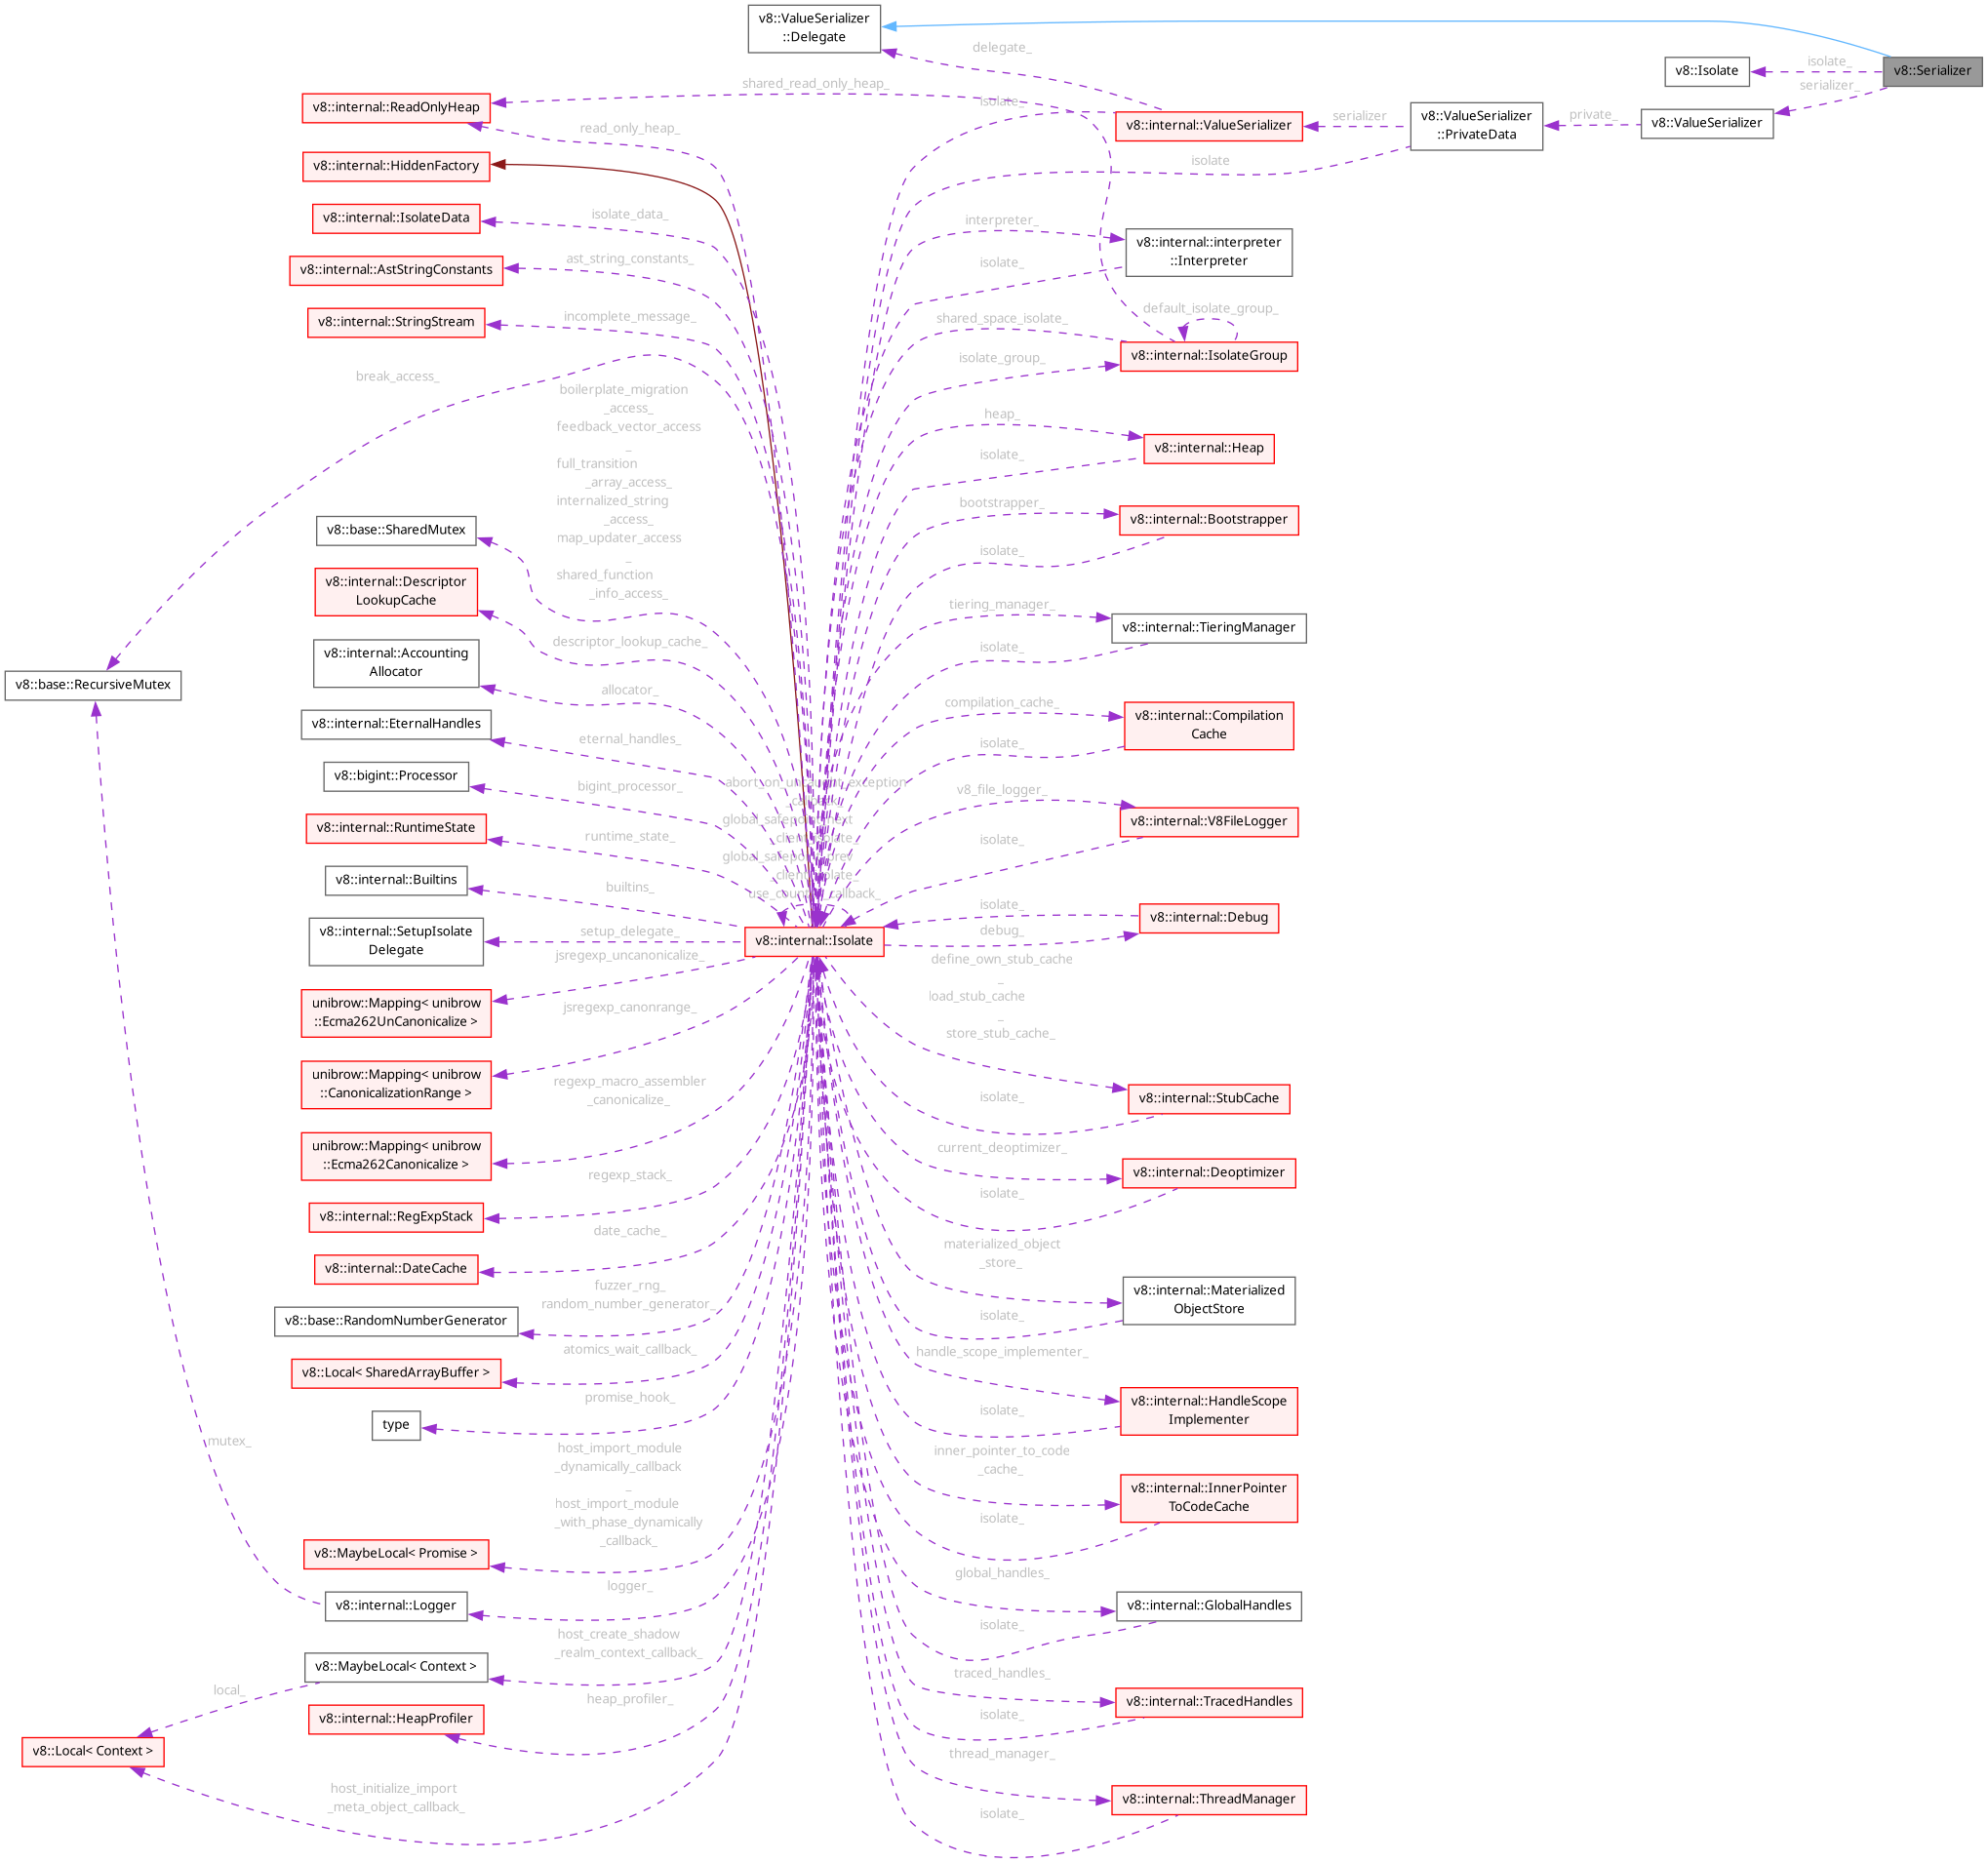 v8::ValueSerializer
::Delegate
delegate_
isolate_
v8::Isolate
v8::Serializer
serializer_
shared_read_only_heap_
isolate_
v8::internal::ReadOnlyHeap
read_only_heap_
v8::internal::ValueSerializer
serializer
v8::ValueSerializer
::PrivateData
private_
v8::ValueSerializer
isolate
v8::internal::HiddenFactory
v8::internal::IsolateData
isolate_data_
interpreter_
v8::internal::interpreter
::Interpreter
isolate_
v8::internal::AstStringConstants
ast_string_constants_
v8::internal::StringStream
incomplete_message_
shared_space_isolate_
default_isolate_group_
isolate_group_
v8::internal::IsolateGroup
break_access_
boilerplate_migration
_access_
feedback_vector_access
_
full_transition
_array_access_
internalized_string
_access_
map_updater_access
_
shared_function
_info_access_
heap_
v8::internal::Heap
isolate_
bootstrapper_
v8::internal::Bootstrapper
isolate_
v8::base::SharedMutex
v8::internal::Descriptor
LookupCache
descriptor_lookup_cache_
tiering_manager_
v8::internal::TieringManager
isolate_
v8::internal::Accounting
Allocator
allocator_
v8::base::RecursiveMutex
v8::internal::EternalHandles
eternal_handles_
compilation_cache_
v8::internal::Compilation
Cache
isolate_
v8::bigint::Processor
bigint_processor_
v8_file_logger_
v8::internal::V8FileLogger
isolate_
v8::internal::RuntimeState
runtime_state_
v8::internal::Builtins
builtins_
v8::internal::SetupIsolate
Delegate
setup_delegate_
v8::internal::Isolate
isolate_
debug_
v8::internal::Debug
unibrow::Mapping< unibrow
::Ecma262UnCanonicalize >
jsregexp_uncanonicalize_
define_own_stub_cache
_
load_stub_cache
_
store_stub_cache_
unibrow::Mapping< unibrow
::CanonicalizationRange >
jsregexp_canonrange_
v8::internal::StubCache
isolate_
unibrow::Mapping< unibrow
::Ecma262Canonicalize >
regexp_macro_assembler
_canonicalize_
current_deoptimizer_
v8::internal::Deoptimizer
isolate_
v8::internal::RegExpStack
regexp_stack_
v8::internal::DateCache
date_cache_
materialized_object
_store_
v8::internal::Materialized
ObjectStore
isolate_
v8::base::RandomNumberGenerator
fuzzer_rng_
random_number_generator_
v8::Local< SharedArrayBuffer >
atomics_wait_callback_
handle_scope_implementer_
v8::internal::HandleScope
Implementer
isolate_
type
promise_hook_
mutex_
inner_pointer_to_code
_cache_
v8::internal::InnerPointer
ToCodeCache
isolate_
v8::MaybeLocal< Promise >
host_import_module
_dynamically_callback
_
host_import_module
_with_phase_dynamically
_callback_
v8::internal::Logger
logger_
global_handles_
v8::internal::GlobalHandles
isolate_
v8::MaybeLocal< Context >
host_create_shadow
_realm_context_callback_
local_
traced_handles_
v8::internal::TracedHandles
isolate_
v8::internal::HeapProfiler
heap_profiler_
v8::Local< Context >
host_initialize_import
_meta_object_callback_
thread_manager_
v8::internal::ThreadManager
isolate_